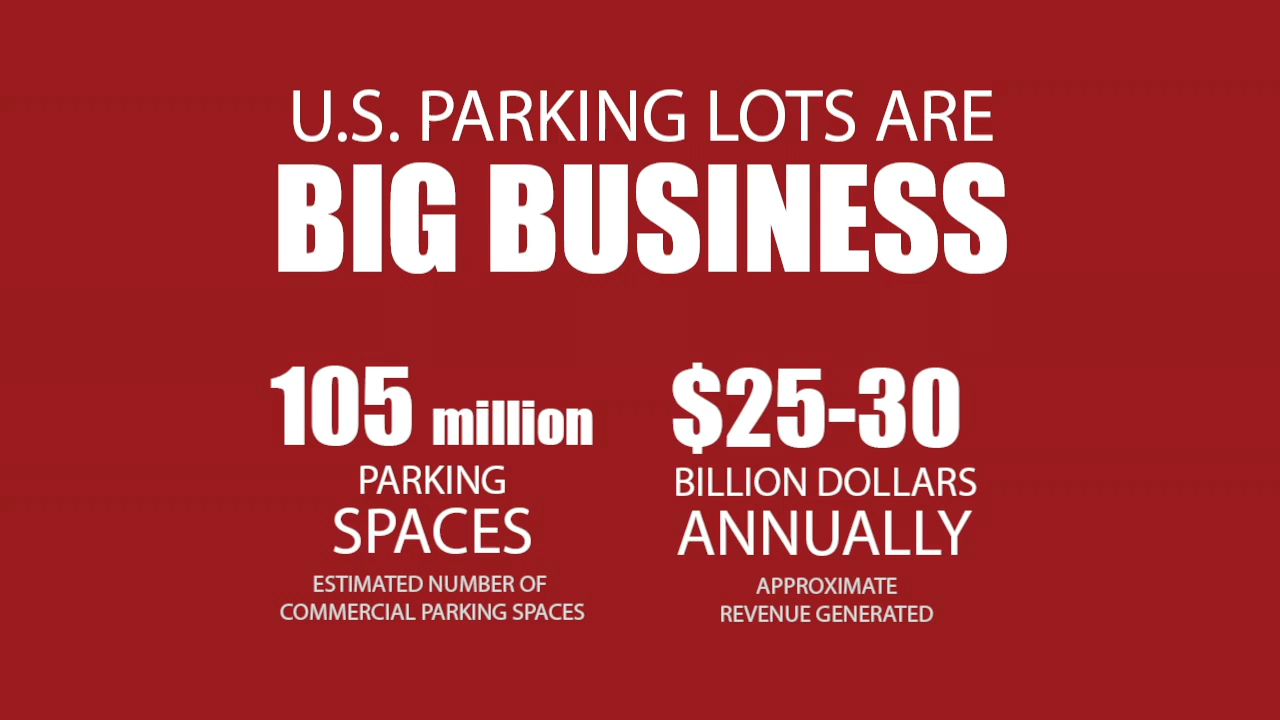 U.S. PARKING LOTS ARE
BIG BUSINESS
105 million
PARKING
SPACES
ESTIMATED NUMBER OF
COMMERCIAL PARKING SPACES
$25-30
BILLION DOLLARS
ANNUALLY
APPROXIMATE
REVENUE GENERATED